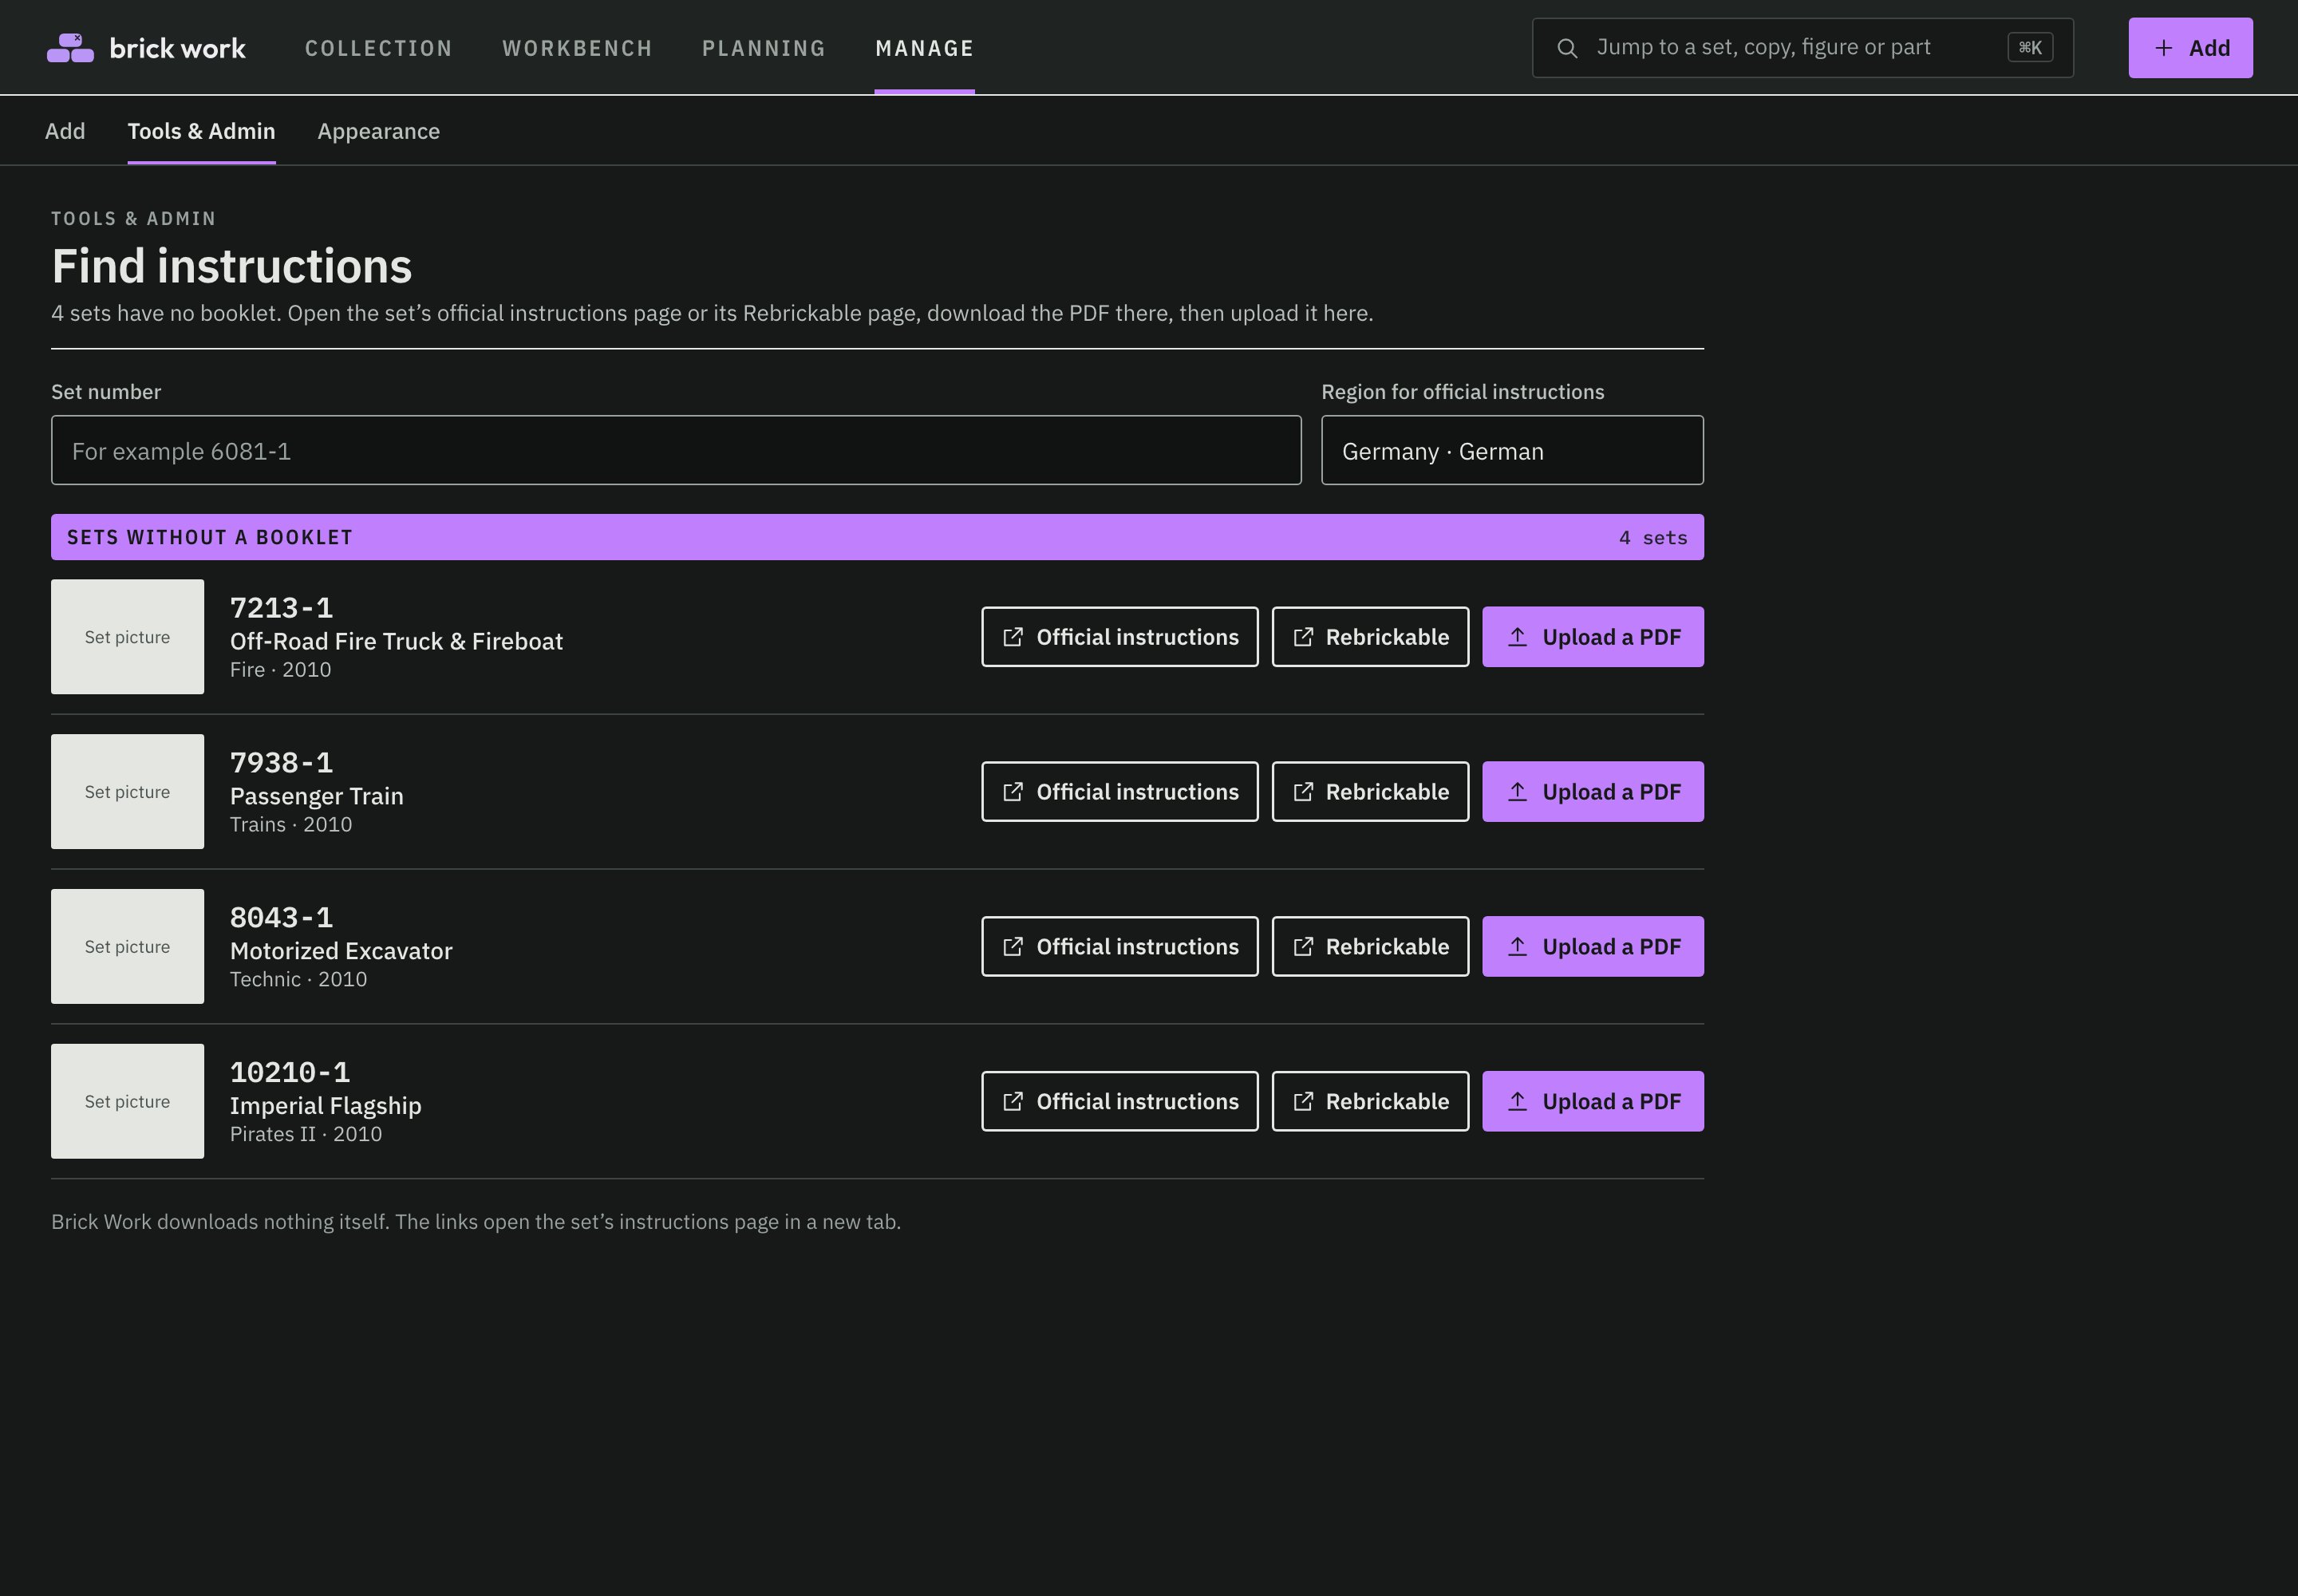 brick work
COLLECTION
WORKBENCH
PLANNING
MANAGE
Jump to a set, copy, figure or part
⌘K
+ Add
Add
Tools & Admin
Appearance
TOOLS & ADMIN
Find instructions
4 sets have no booklet. Open the set’s official instructions page or its Rebrickable page, download the PDF there, then upload it here.
Set number
Region for official instructions
For example 6081-1
Germany · German
SETS WITHOUT A BOOKLET
4 sets
Set picture
7213-1
Off-Road Fire Truck & Fireboat
Fire · 2010
Official instructions
Rebrickable
Upload a PDF
Set picture
7938-1
Passenger Train
Trains · 2010
Official instructions
Rebrickable
Upload a PDF
Set picture
8043-1
Motorized Excavator
Technic · 2010
Official instructions
Rebrickable
Upload a PDF
Set picture
10210-1
Imperial Flagship
Pirates II · 2010
Official instructions
Rebrickable
Upload a PDF
Brick Work downloads nothing itself. The links open the set’s instructions page in a new tab.